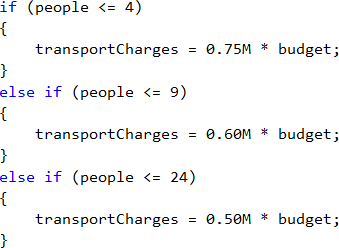 if (people <= 4)
{
    transportCharges = 0.75M * budget;
}
else if (people <= 9)
{
    transportCharges = 0.60M * budget;
}
else if (people <= 24)
{
    transportCharges = 0.50M * budget;
}